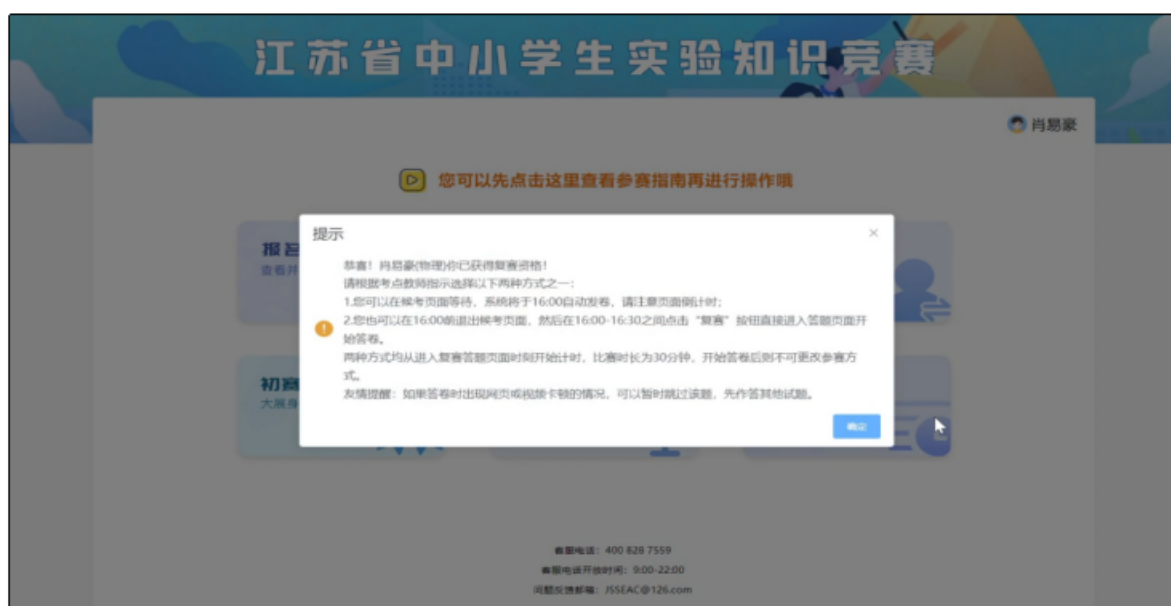 江苏省中小学生实验知识竞赛
肖易豪
您可以先点击这里查看参赛指南再进行操作哦
提示
×
报名
查看并
恭喜！肖易豪(物理)你已获得复赛资格！
请根据考点教师指示选择以下两种方式之一：
1.您可以在候考页面等待，系统将于16:00自动发卷，请注意页面倒计时；
2.您也可以在16:00前退出候考页面，然后在16:00-16:30之间点击“复赛”按钮直接进入答题页面开
始答卷。
两种方式均从进入复赛答题页面时刻开始计时，比赛时长为30分钟，开始答卷后则不可更改参赛方
式。
友情提醒：如果答卷时出现网页或视频卡顿的情况，可以暂时跳过该题，先作答其他试题。
初赛
大展身
确定
客服电话：400 828 7559
客服电话开放时间：9:00-22:00
问题反馈邮箱：JSSEAC@126.com